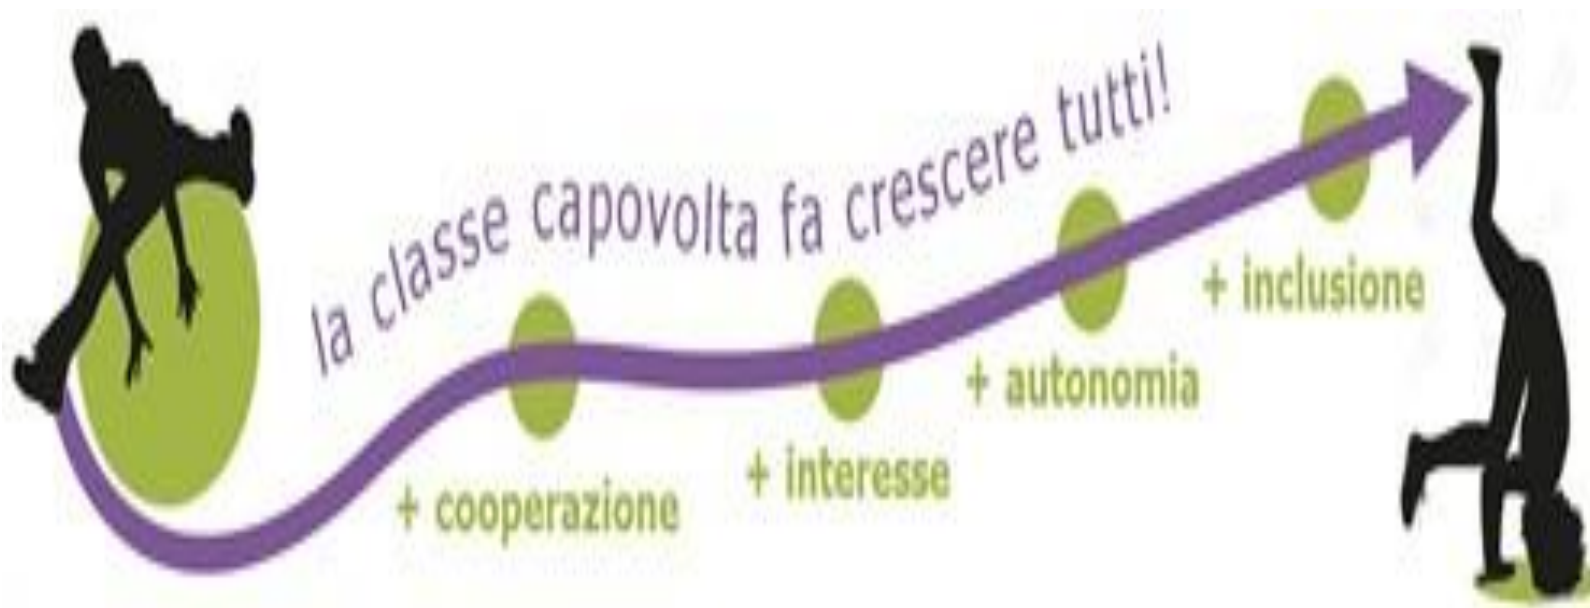 la classe capovolta fa crescere tutti!
+ cooperazione
+ interesse
+ autonomia
+ inclusione